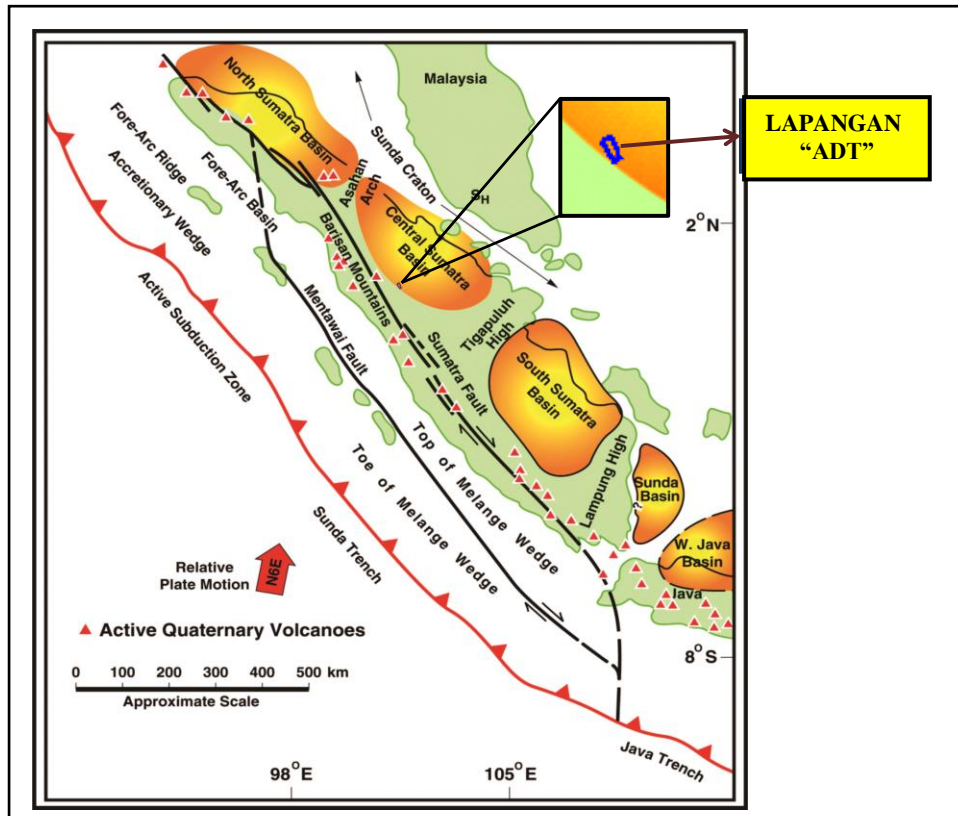 North Sumatra Basin
Malaysia
Sunda Craton
LAPANGAN
“ADT”
Fore-Arc Ridge
Accretionary Wedge
Fore-Arc Basin
Asahan
Arch
S_H
2°N
Central Sumatra
Basin
Barisan Mountains
Active Subduction Zone
Mentawai Fault
Tigapuluh
High
Sumatra Fault
South Sumatra
Basin
Top of Melange Wedge
Toe of Melange Wedge
Lampung High
Sunda
Basin
?
Sunda Trench
W. Java
Basin
Java
Relative
Plate Motion
N6E
Active Quaternary Volcanoes
8°S
0 100 200 300 400 500 km
Approximate Scale
Java Trench
98°E
105°E